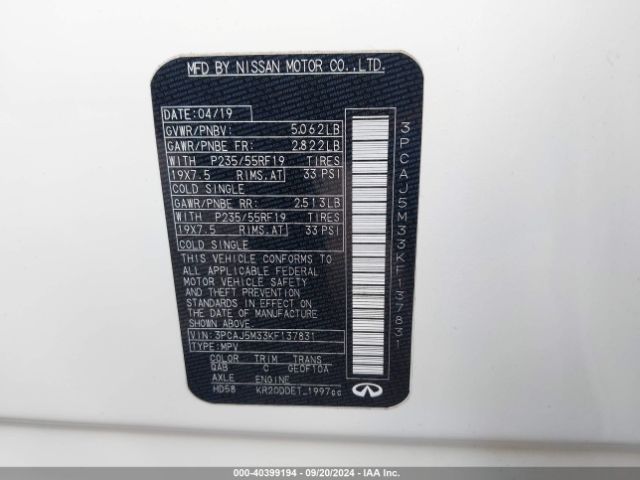 MFD BY NISSAN MOTOR CO.,LTD.
DATE:04/19
GVWR/PNBV: 5.062LB
GAWR/PNBE FR: 2.822LB
WITH P235/55RF19 TIRES
19X7.5 RIMS.AT 33 PSI
COLD SINGLE
GAWR/PNBE RR: 2.513LB
WITH P235/55RF19 TIRES
19X7.5 RIMS.AT 33 PSI
COLD SINGLE
THIS VEHICLE CONFORMS TO
ALL APPLICABLE FEDERAL
MOTOR VEHICLE SAFETY
AND THEFT PREVENTION
STANDARDS IN EFFECT ON
THE DATE OF MANUFACTURE
SHOWN ABOVE.
VIN: 3PCAJ5M33KF137831
TYPE: MPV
COLOR TRIM TRANS
QAB C GE0F10A
AXLE ENGINE
HD58 KR20DDET 1997cc
3PCAJ5M33KF137831
000-40399194 - 09/20/2024 - IAA Inc.